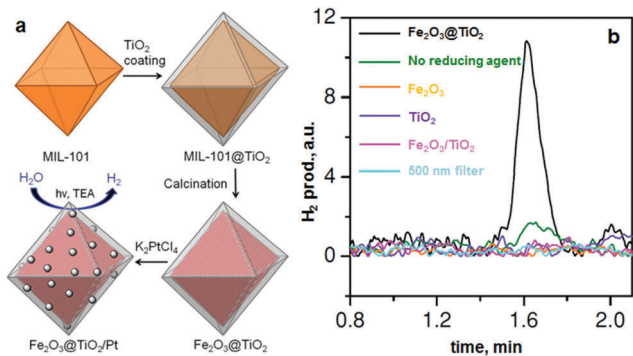 a
TiO₂
coating
MIL-101
MIL-101@TiO₂
Calcination
H₂O
H₂
hν, TEA
K₂PtCl₄
Fe₂O₃@TiO₂/Pt
Fe₂O₃@TiO₂
b
H₂ prod., a.u.
12
8
4
0
Fe₂O₃@TiO₂
No reducing agent
Fe₂O₃
TiO₂
Fe₂O₃/TiO₂
500 nm filter
0.8
1.2
1.6
2.0
time, min